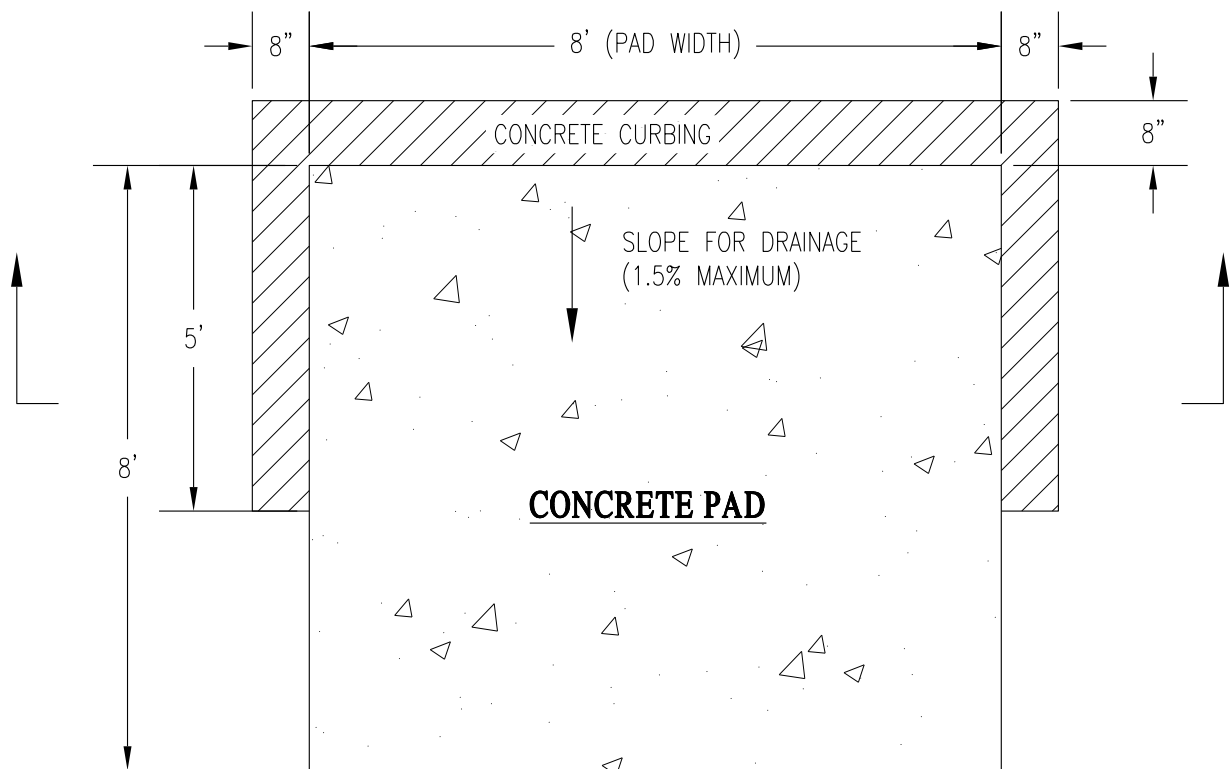 8” 8’ (PAD WIDTH) 8”
CONCRETE CURBING
8”
SLOPE FOR DRAINAGE
(1.5% MAXIMUM)
5’
8’
CONCRETE PAD